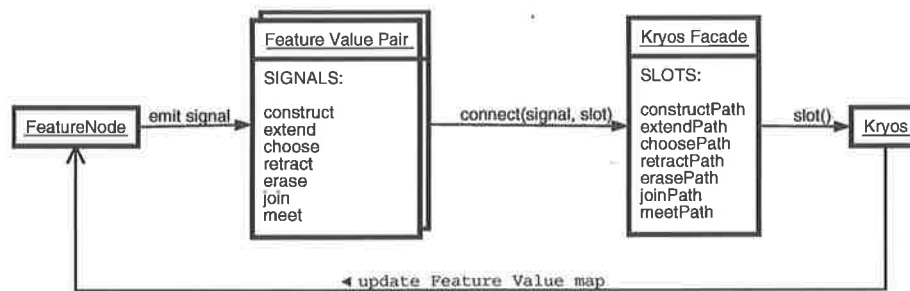 Feature Value Pair
SIGNALS:
construct
extend
choose
retract
erase
join
meet
Kryos Facade
SLOTS:
constructPath
extendPath
choosePath
retractPath
erasePath
joinPath
meetPath
FeatureNode
emit signal
connect(signal, slot)
slot()
Kryos
◄ update Feature Value map